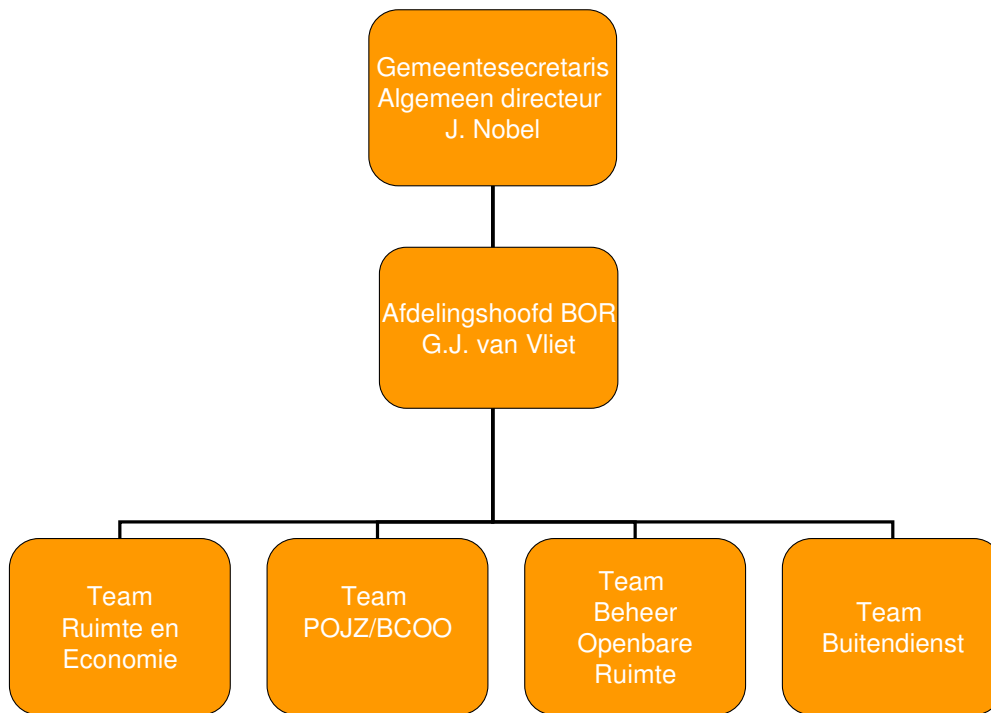 Gemeentesecretaris
Algemeen directeur
J. Nobel
Afdelingshoofd BOR
G.J. van Vliet
Team
Ruimte en
Economie
Team
POJZ/BCOO
Team
Beheer
Openbare
Ruimte
Team
Buitendienst